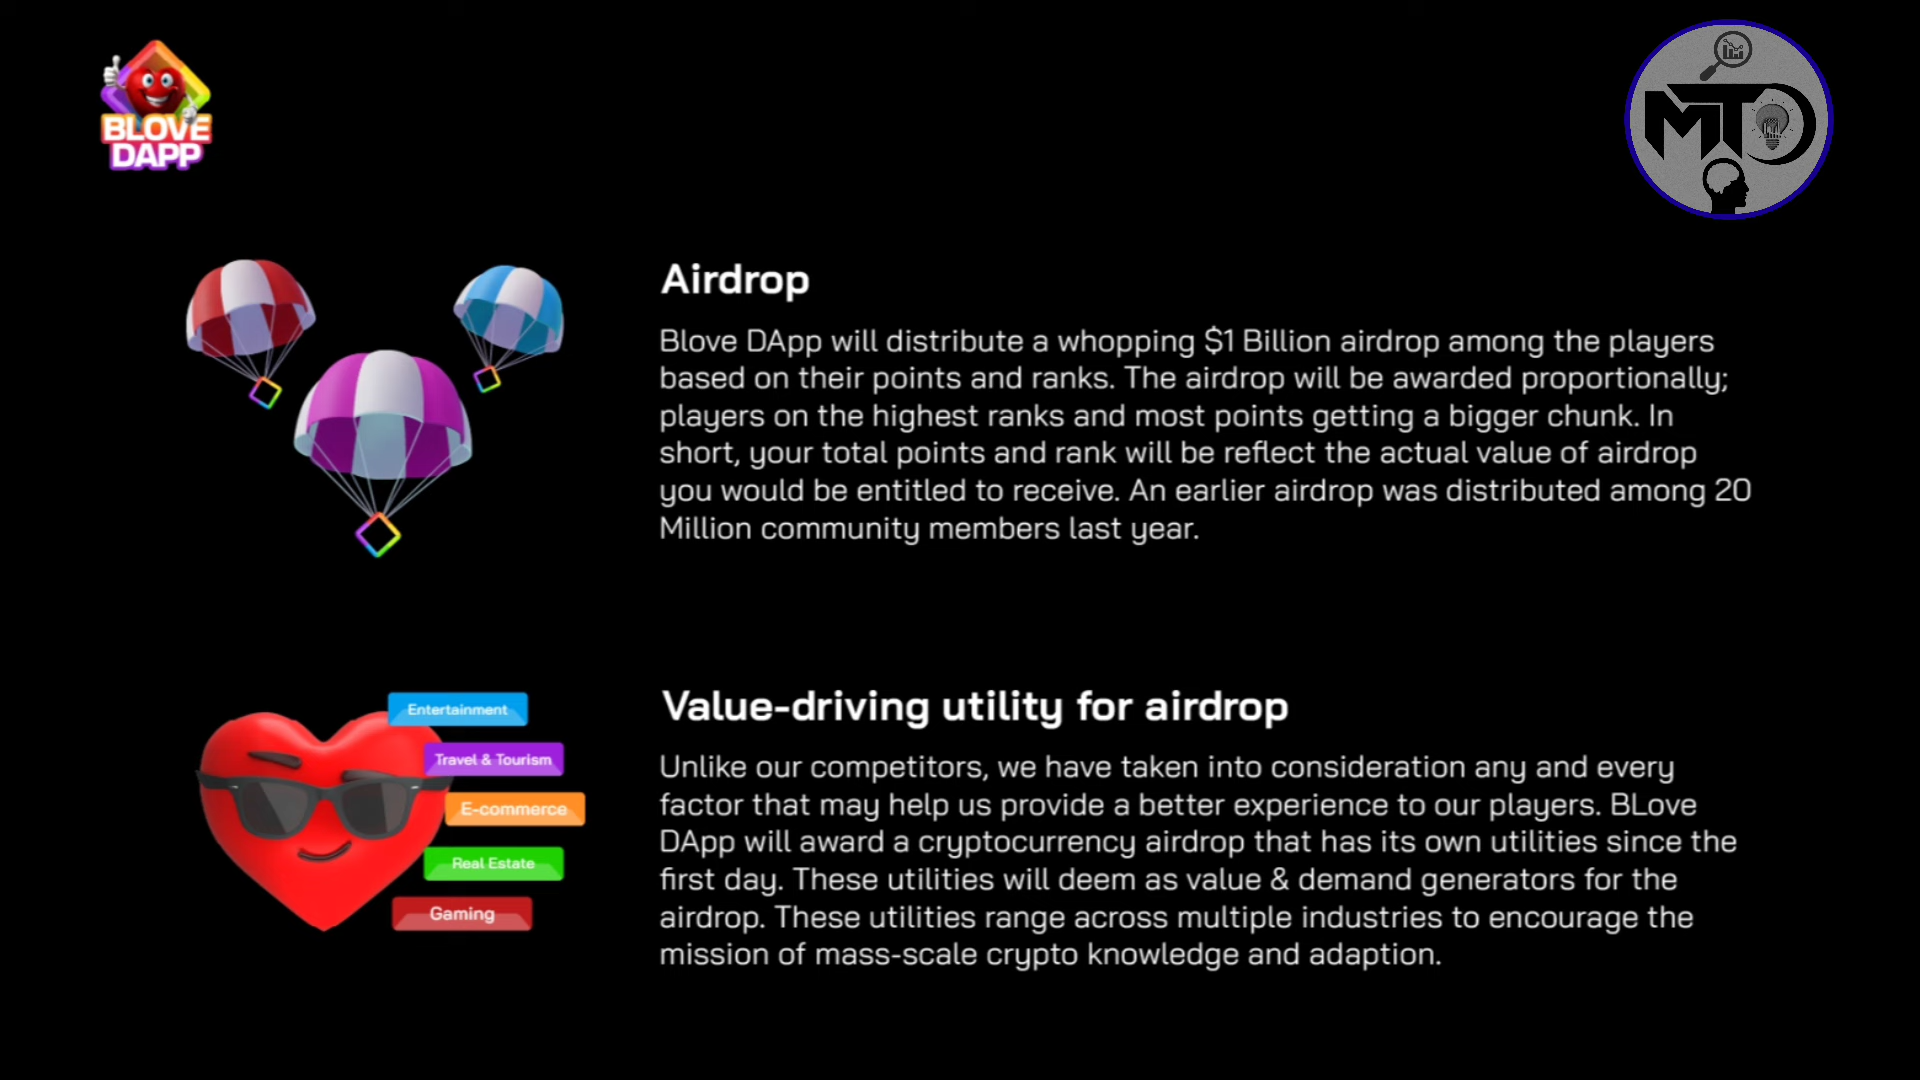 BLOVE
DAPP
MTD
Airdrop
Blove DApp will distribute a whopping $1 Billion airdrop among the players
based on their points and ranks. The airdrop will be awarded proportionally;
players on the highest ranks and most points getting a bigger chunk. In
short, your total points and rank will be reflect the actual value of airdrop
you would be entitled to receive. An earlier airdrop was distributed among 20
Million community members last year.
Entertainment
Travel & Tourism
E-commerce
Real Estate
Gaming
Value-driving utility for airdrop
Unlike our competitors, we have taken into consideration any and every
factor that may help us provide a better experience to our players. BLove
DApp will award a cryptocurrency airdrop that has its own utilities since the
first day. These utilities will deem as value & demand generators for the
airdrop. These utilities range across multiple industries to encourage the
mission of mass-scale crypto knowledge and adaption.